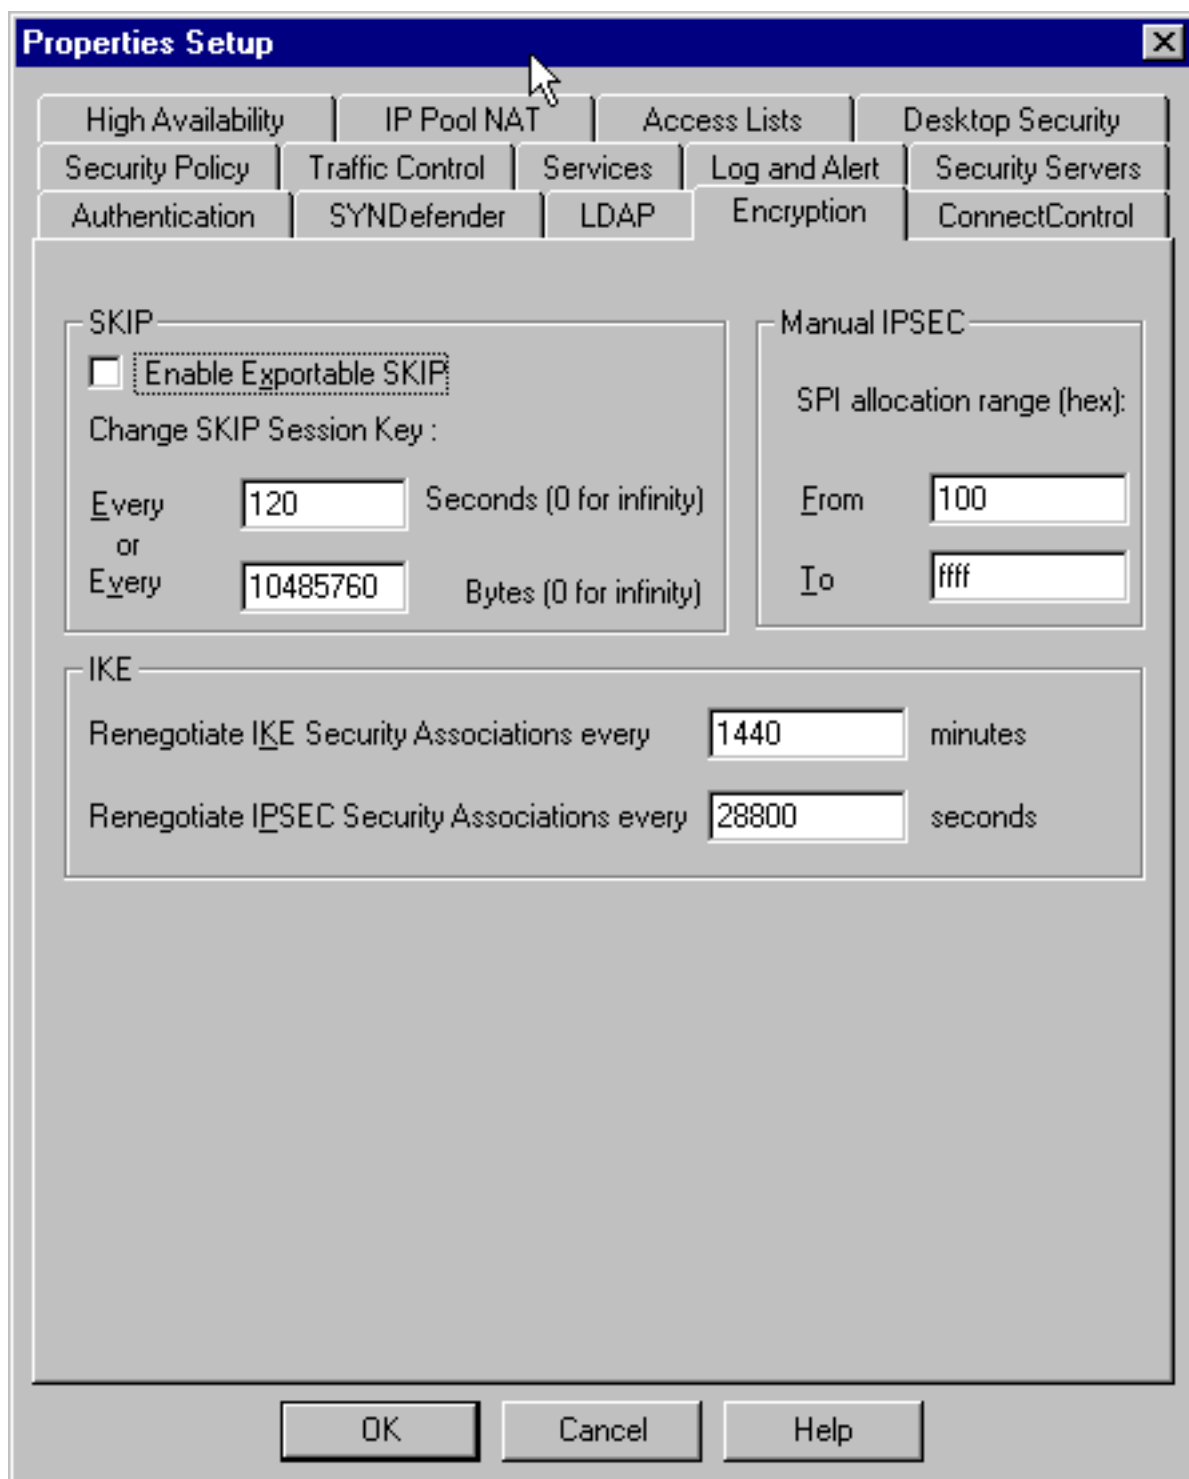 Properties Setup
High Availability IP Pool NAT Access Lists Desktop Security
Security Policy Traffic Control Services Log and Alert Security Servers
Authentication SYNDefender LDAP Encryption ConnectControl
SKIP
Enable Exportable SKIP
Change SKIP Session Key :
Every 120 Seconds (0 for infinity)
or
Every 10485760 Bytes (0 for infinity)
Manual IPSEC
SPI allocation range (hex):
From 100
To ffff
IKE
Renegotiate IKE Security Associations every 1440 minutes
Renegotiate IPSEC Security Associations every 28800 seconds
OK Cancel Help